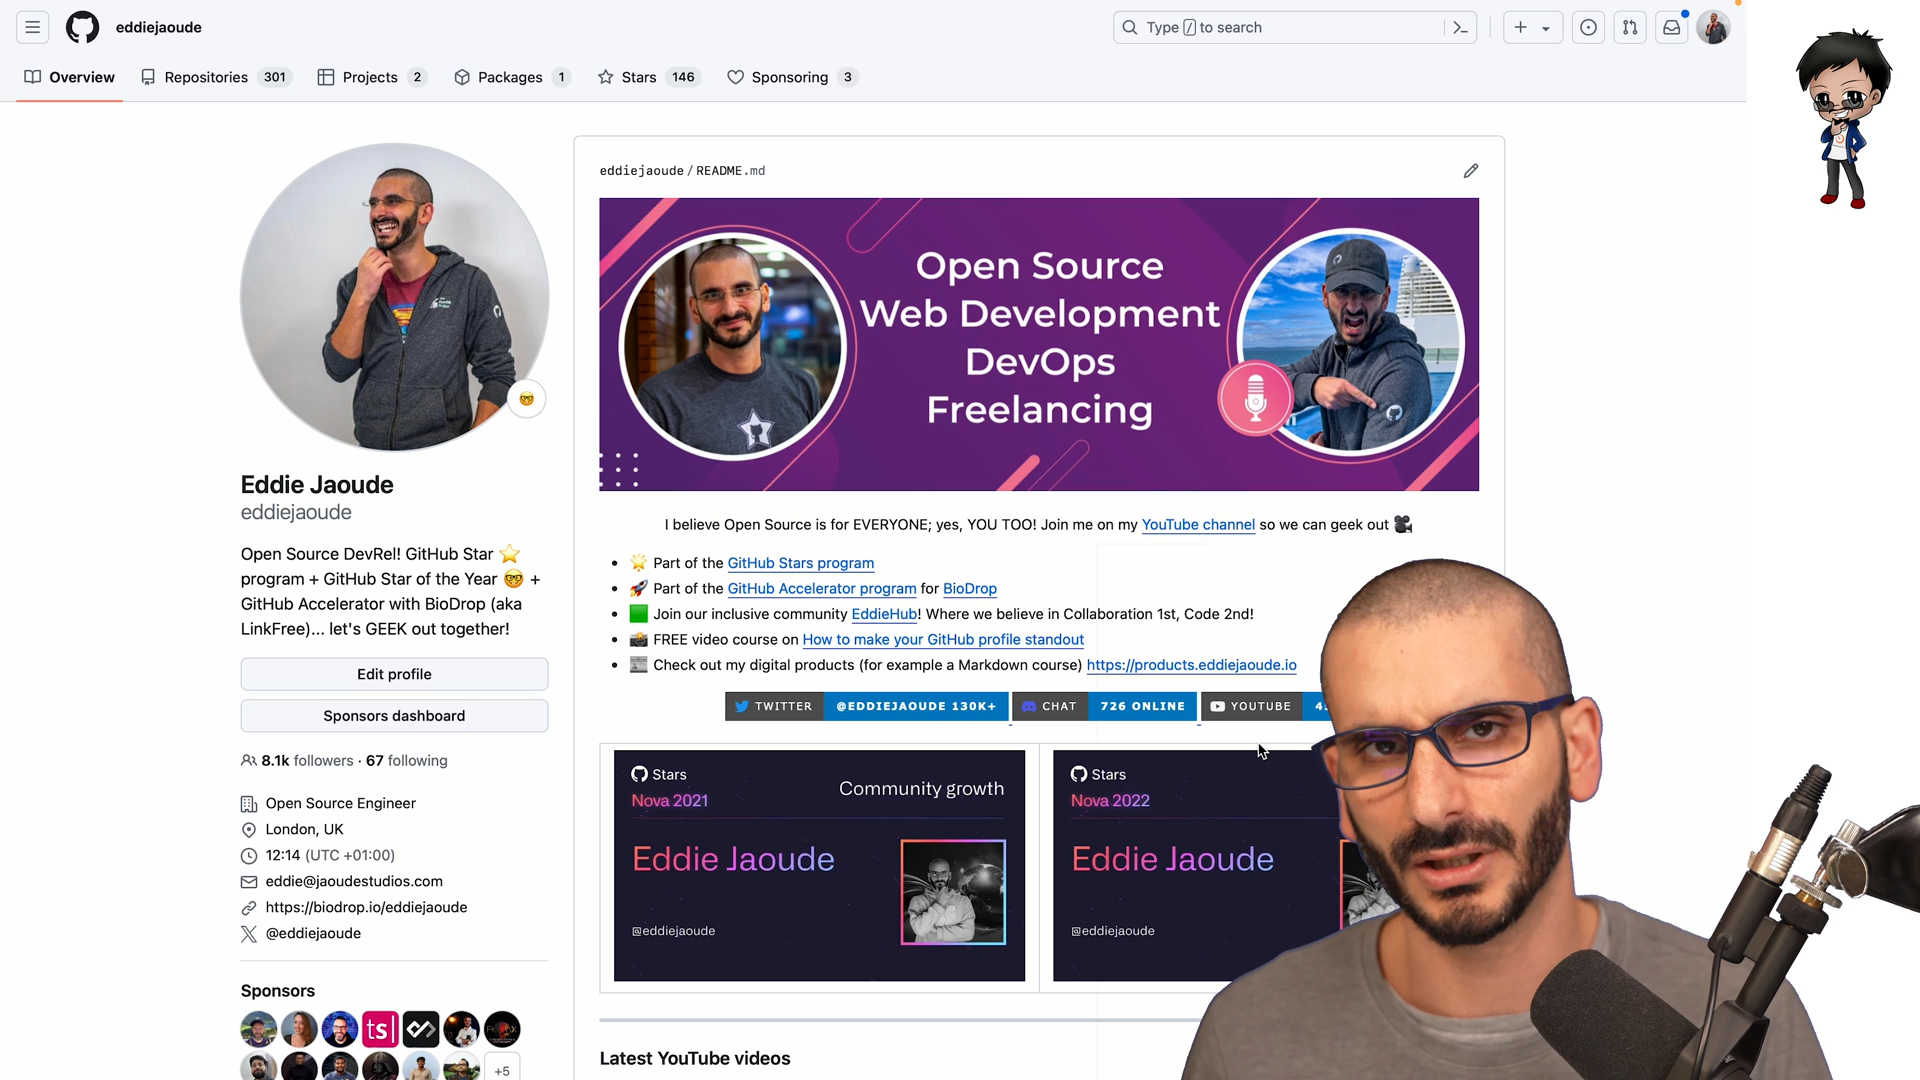 eddiejaoude
Type / to search
Overview
Repositories 301
Projects 2
Packages 1
Stars 146
Sponsoring 3
eddiejaoude / README.md
Open Source
Web Development
DevOps
Freelancing
Eddie Jaoude
eddiejaoude
Open Source DevRel! GitHub Star ⭐
program + GitHub Star of the Year 🤓 +
GitHub Accelerator with BioDrop (aka
LinkFree)... let's GEEK out together!
Edit profile
Sponsors dashboard
8.1k followers · 67 following
Open Source Engineer
London, UK
12:14 (UTC +01:00)
eddie@jaoudestudios.com
https://biodrop.io/eddiejaoude
@eddiejaoude
Sponsors
ts|
+5
I believe Open Source is for EVERYONE; yes, YOU TOO! Join me on my YouTube channel so we can geek out 🎥
• 🌟 Part of the GitHub Stars program
• 🚀 Part of the GitHub Accelerator program for BioDrop
• 🟩 Join our inclusive community EddieHub! Where we believe in Collaboration 1st, Code 2nd!
• 📸 FREE video course on How to make your GitHub profile standout
• 📰 Check out my digital products (for example a Markdown course) https://products.eddiejaoude.io
TWITTER @EDDIEJAOUDE 130K+
CHAT 726 ONLINE
YOUTUBE
Stars
Nova 2021
Community growth
Eddie Jaoude
@eddiejaoude
Stars
Nova 2022
Eddie Jaoude
@eddiejaoude
Latest YouTube videos